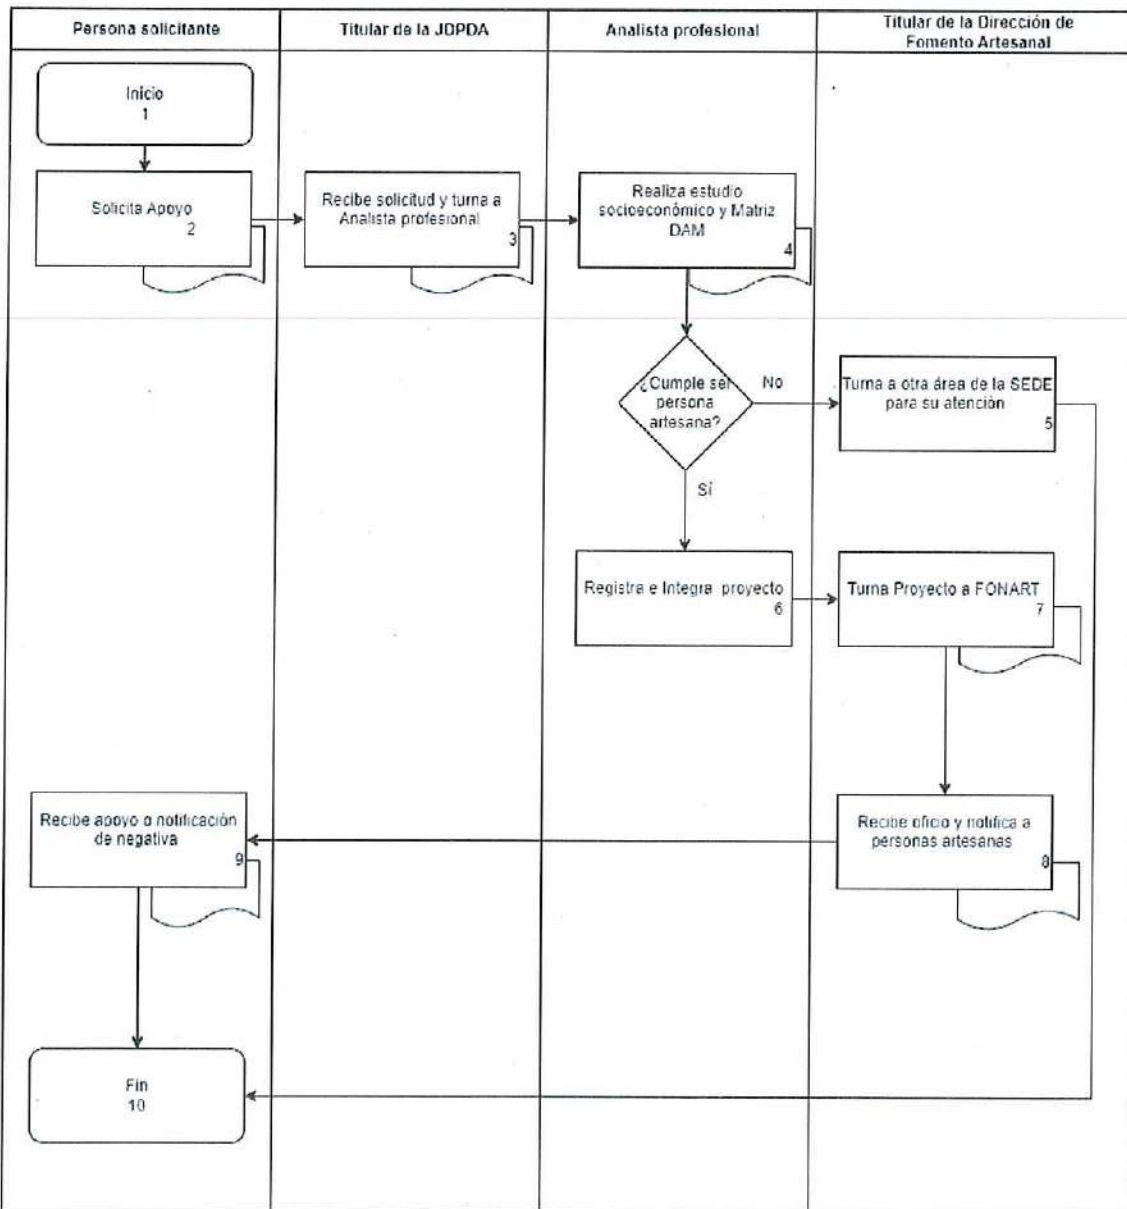 Persona solicitante
Titular de la JDPDA
Analista profesional
Titular de la Dirección de
Fomento Artesanal
Inicio
1
Solicita Apoyo
2
Recibe solicitud y turna a
Analista profesional
3
Realiza estudio
socioeconómico y Matriz
DAM
4
¿Cumple ser
persona
artesana?
No
Turna a otra área de la SEDE
para su atención
5
Sí
Registra e Integra proyecto
6
Turna Proyecto a FONART
7
Recibe apoyo o notificación
de negativa
9
Recibe oficio y notifica a
personas artesanas
8
Fin
10